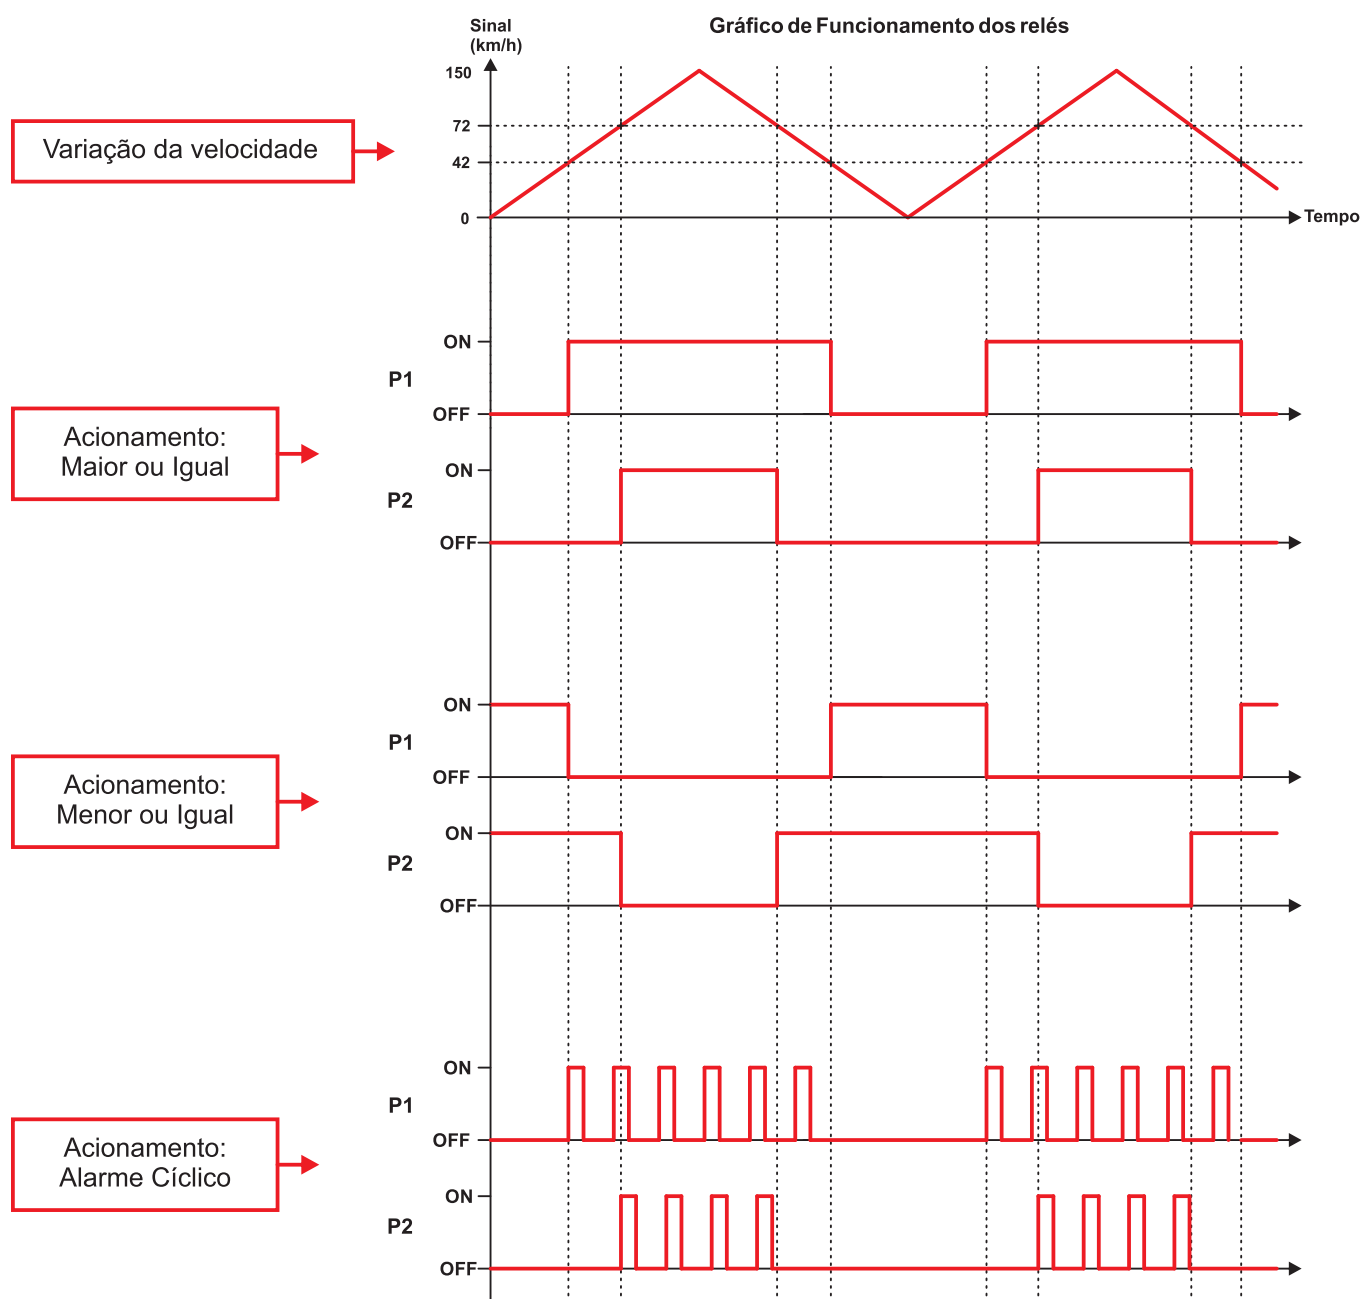 Gráfico de Funcionamento dos relés
Sinal
(km/h)
150
72
42
0
Tempo
Variação da velocidade
ON
P1
OFF
Acionamento:
Maior ou Igual
ON
P2
OFF
ON
P1
OFF
Acionamento:
Menor ou Igual
ON
P2
OFF
ON
P1
OFF
Acionamento:
Alarme Cíclico
ON
P2
OFF